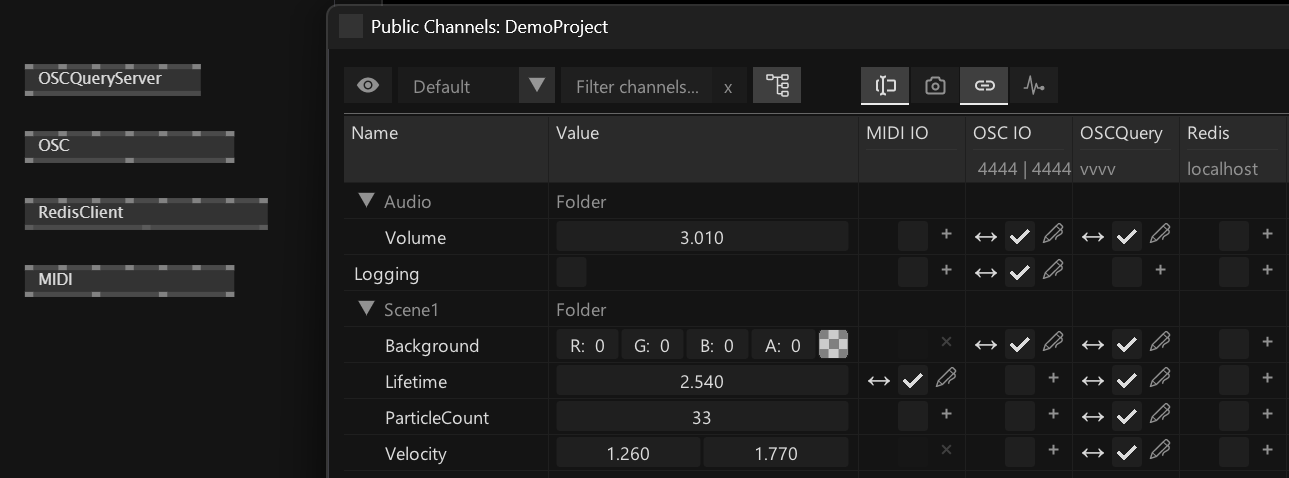 OSCQueryServer
OSC
RedisClient
MIDI
Public Channels: DemoProject
Default Filter channels... x
Name Value MIDI IO OSC IO OSCQuery Redis
4444 | 4444 vvvv localhost
Audio Folder
Volume 3.010
Logging
Scene1 Folder
Background R: 0 G: 0 B: 0 A: 0
Lifetime 2.540
ParticleCount 33
Velocity 1.260 1.770